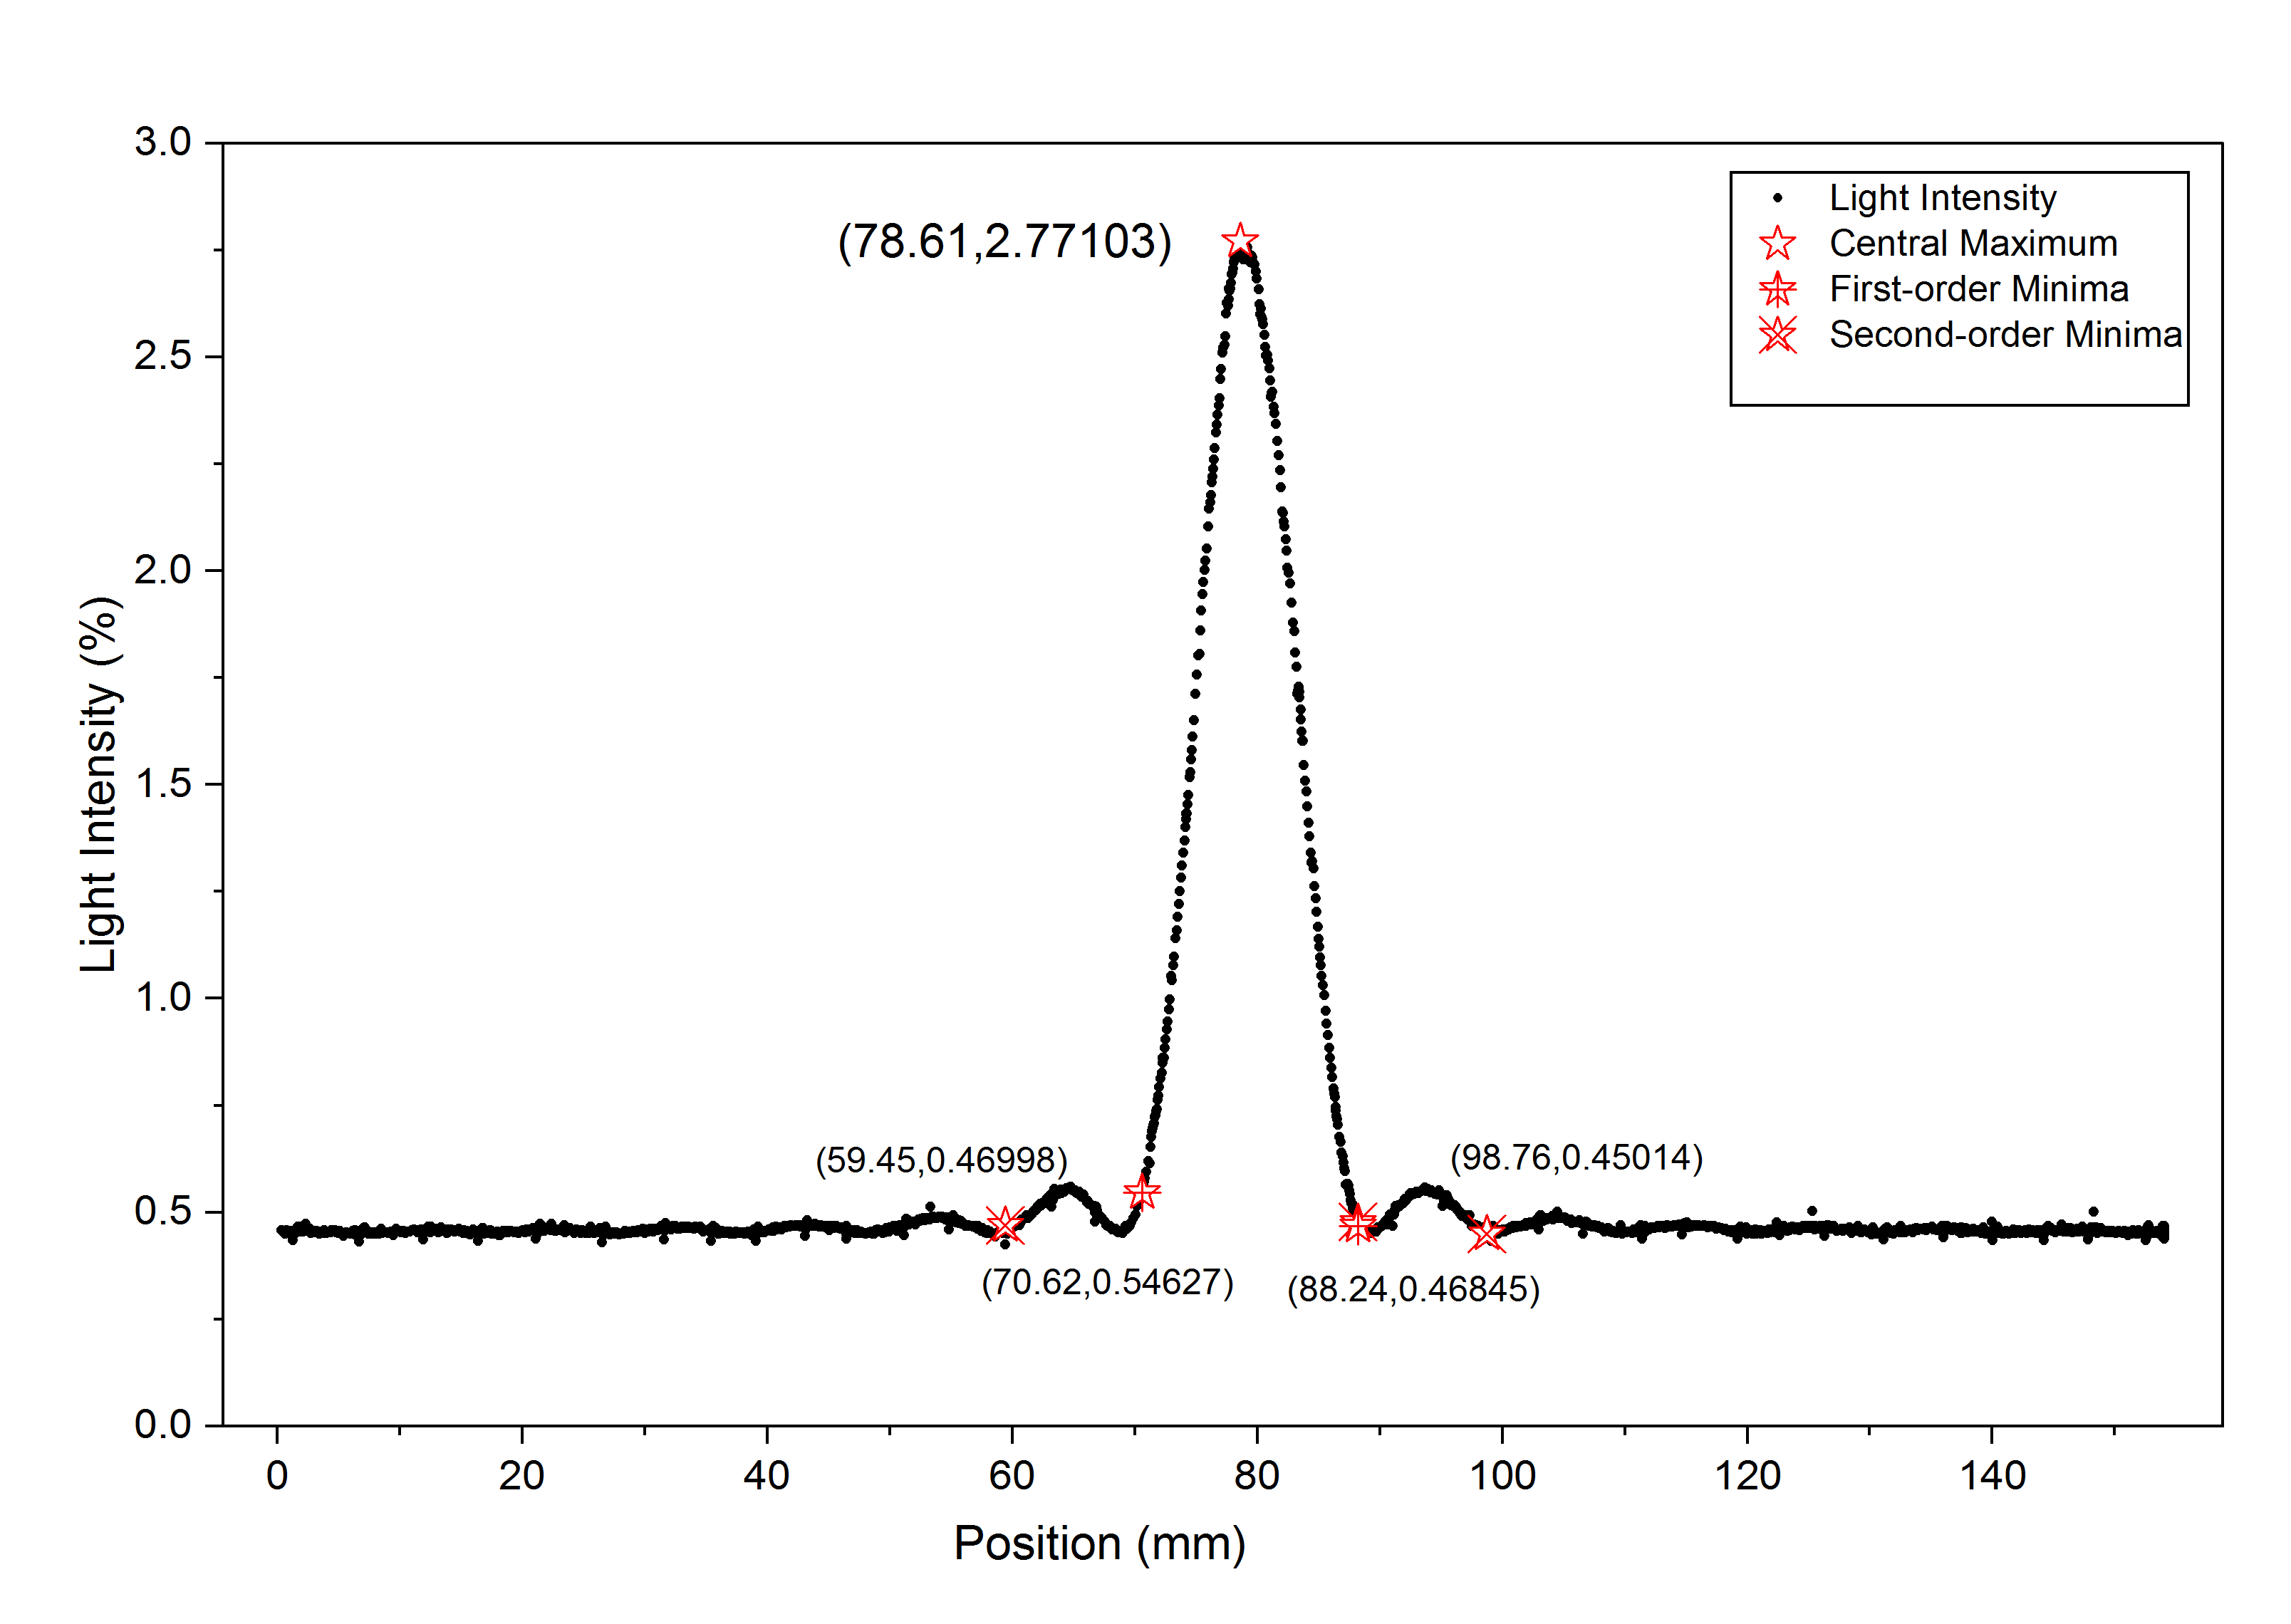 3.0
2.5
2.0
1.5
1.0
0.5
0.0
Light Intensity (%)
(78.61,2.77103)
Light Intensity
Central Maximum
First-order Minima
Second-order Minima
(59.45,0.46998)
(98.76,0.45014)
(70.62,0.54627)
(88.24,0.46845)
0 20 40 60 80 100 120 140
Position (mm)